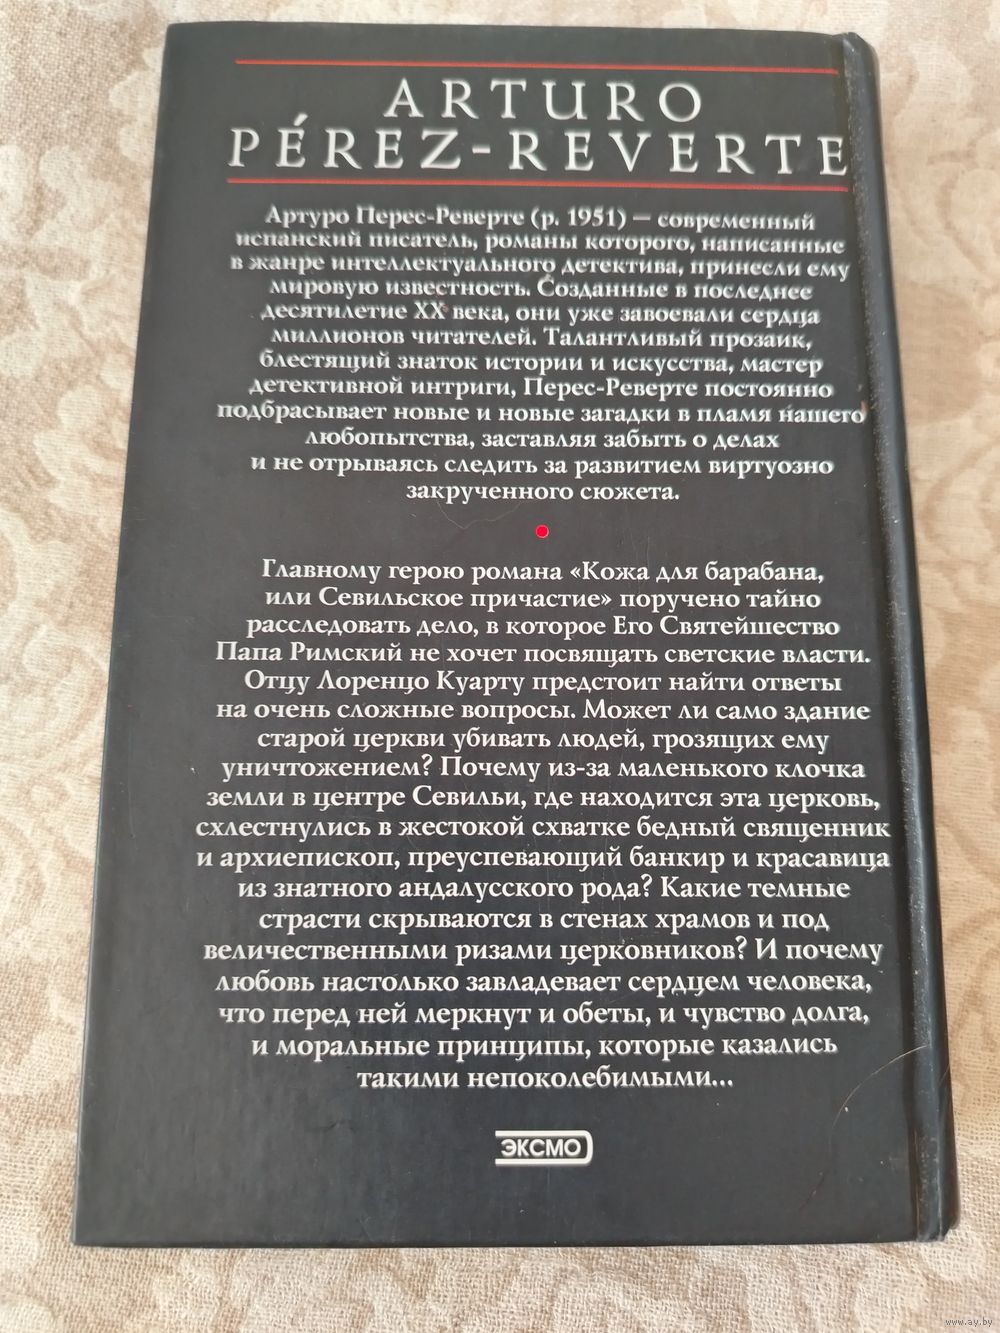 ARTURO
PÉREZ-REVERTE
Артуро Перес-Реверте (р. 1951) — современный
испанский писатель, романы которого, написанные
в жанре интеллектуального детектива, принесли ему
мировую известность. Созданные в последнее
десятилетие XX века, они уже завоевали сердца
миллионов читателей. Талантливый прозаик,
блестящий знаток истории и искусства, мастер
детективной интриги, Перес-Реверте постоянно
подбрасывает новые и новые загадки в пламя нашего
любопытства, заставляя забыть о делах
и не отрываясь следить за развитием виртуозно
закрученного сюжета.
Главному герою романа «Кожа для барабана,
или Севильское причастие» поручено тайно
расследовать дело, в которое Его Святейшество
Папа Римский не хочет посвящать светские власти.
Отцу Лоренцо Куарту предстоит найти ответы
на очень сложные вопросы. Может ли само здание
старой церкви убивать людей, грозящих ему
уничтожением? Почему из-за маленького клочка
земли в центре Севильи, где находится эта церковь,
схлестнулись в жестокой схватке бедный священник
и архиепископ, преуспевающий банкир и красавица
из знатного андалусского рода? Какие темные
страсти скрываются в стенах храмов и под
величественными ризами церковников? И почему
любовь настолько завладевает сердцем человека,
что перед ней меркнут и обеты, и чувство долга,
и моральные принципы, которые казались
такими непоколебимыми...
ЭКСМО
www.ay.by